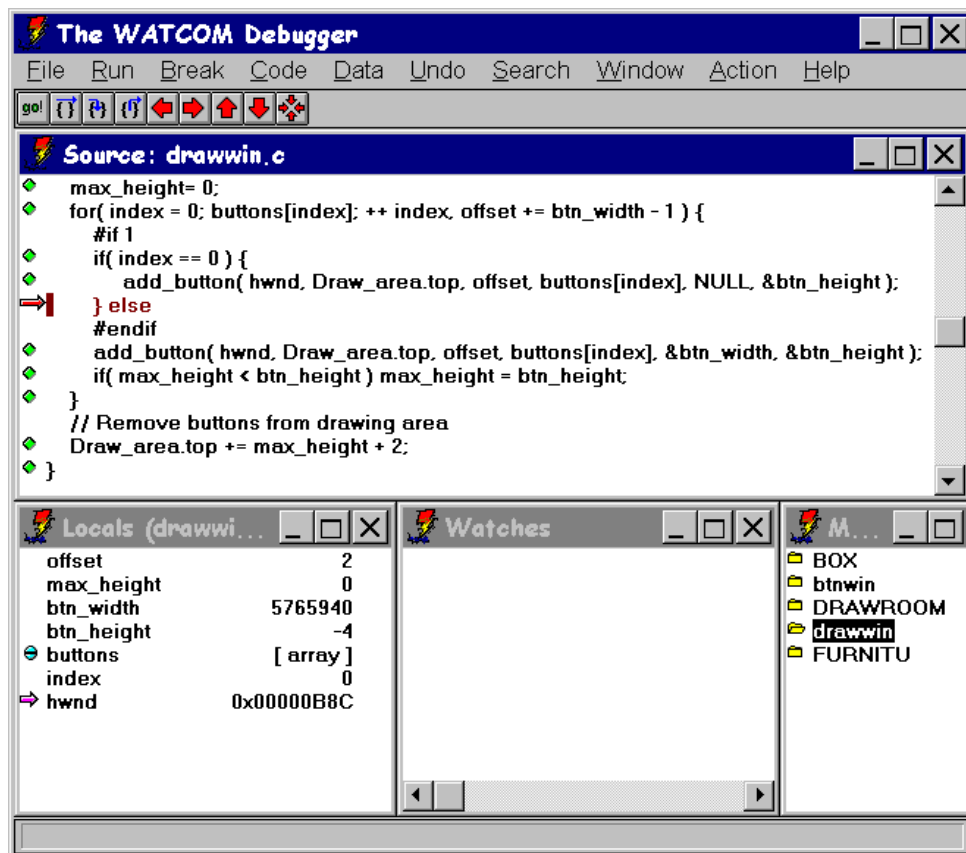 The WATCOM Debugger
File Run Break Code Data Undo Search Window Action Help
go! {} {} {}
Source: drawwin.c
max_height= 0;
for( index = 0; buttons[index]; ++ index, offset += btn_width - 1 ) {
#if 1
if( index == 0 ) {
add_button( hwnd, Draw_area.top, offset, buttons[index], NULL, &btn_height );
} else
#endif
add_button( hwnd, Draw_area.top, offset, buttons[index], &btn_width, &btn_height );
if( max_height < btn_height ) max_height = btn_height;
}
// Remove buttons from drawing area
Draw_area.top += max_height + 2;
}
Locals (drawwi...
offset 2
max_height 0
btn_width 5765940
btn_height -4
buttons [ array ]
index 0
hwnd 0x00000B8C
Watches
M...
BOX
btnwin
DRAWROOM
drawwin
FURNITU